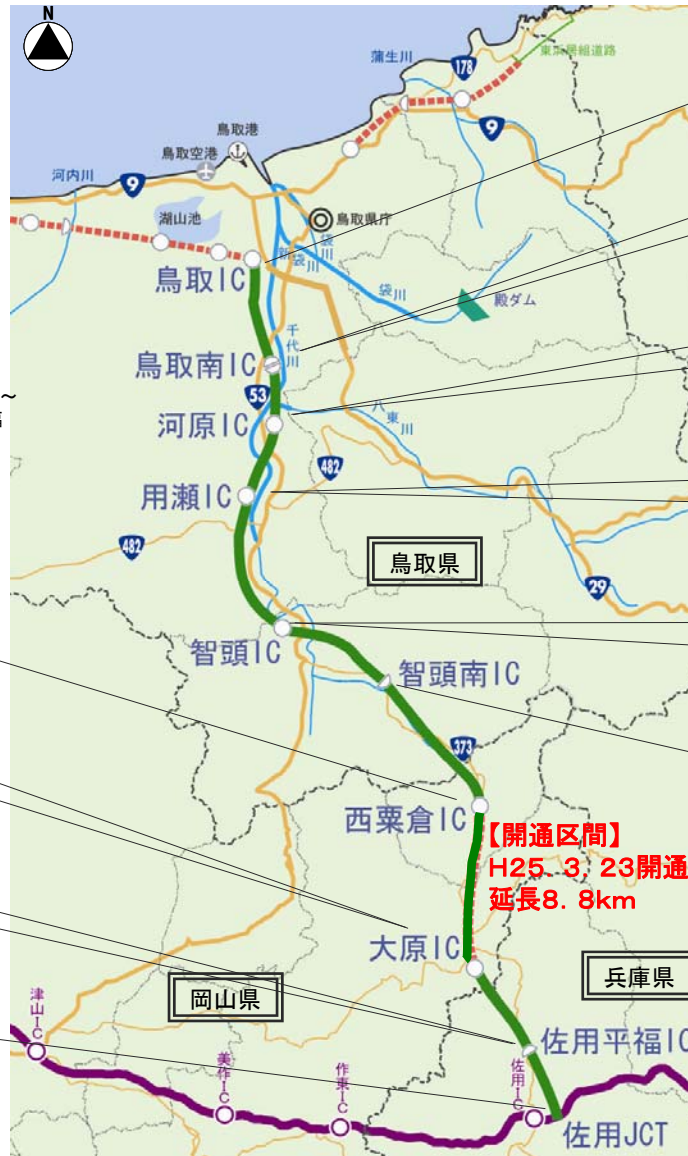 N
東浜居組道路
蒲生川
178
9
鳥取港
鳥取空港
河内川
9
湖山池
鳥取県庁
袋川
新袋川
袋川
殿ダム
鳥取IC
千代川
鳥取南IC
53
～
河原IC
八東川
482
用瀬IC
482
鳥取県
29
智頭IC
智頭南IC
373
西粟倉IC
【開通区間】
H25．3．23開通
延長8．8km
大原IC
兵庫県
岡山県
津山IC
佐用平福IC
美作IC
作東IC
佐用IC
佐用JCT